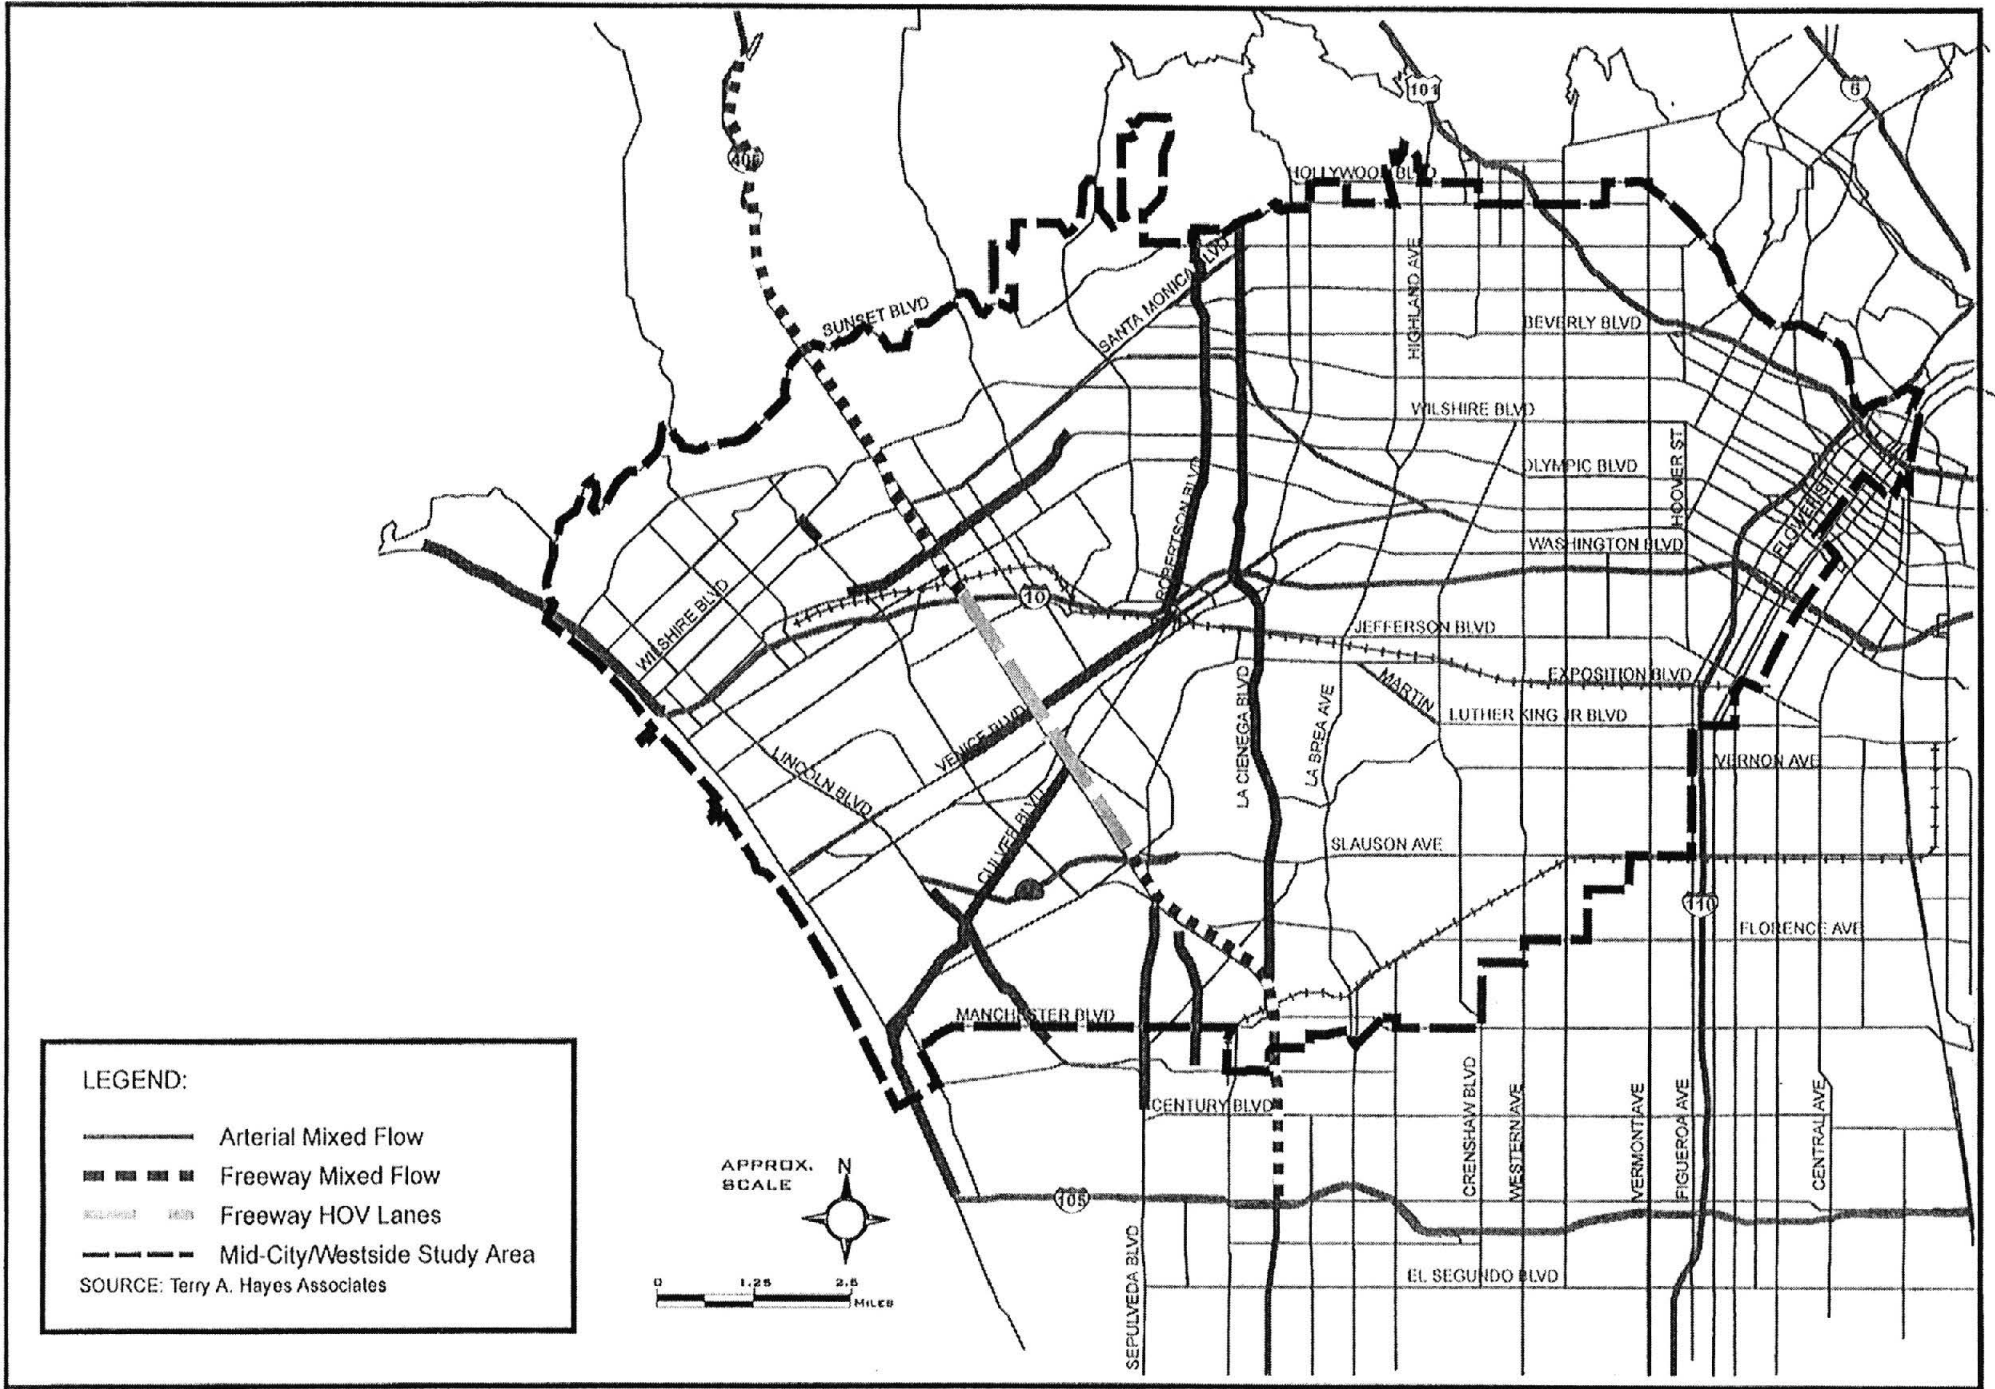 101
6
405
HOLLYWOOD BLVD
SUNSET BLVD
SANTA MONICA BLVD
HIGHLAND AVE
BEVERLY BLVD
WILSHIRE BLVD
OLYMPIC BLVD
HOOVER ST
FLOWER ST
ROBERTSON BLVD
WASHINGTON BLVD
WILSHIRE BLVD
10
JEFFERSON BLVD
EXPOSITION BLVD
MARTIN
LUTHER KING JR BLVD
LA CIENEGA BLVD
LA BREA AVE
VENICE BLVD
LINCOLN BLVD
VERNON AVE
CULVER BLVD
SLAUSON AVE
110
FLORENCE AVE
MANCHESTER BLVD
CENTURY BLVD
CRENSHAW BLVD
WESTERN AVE
VERMONT AVE
FIGUEROA AVE
CENTRAL AVE
105
SEPULVEDA BLVD
EL SEGUNDO BLVD
LEGEND:
Arterial Mixed Flow
Freeway Mixed Flow
Freeway HOV Lanes
Mid-City/Westside Study Area
SOURCE: Terry A. Hayes Associates
APPROX.
SCALE
N
0 1.25 2.5
MILES